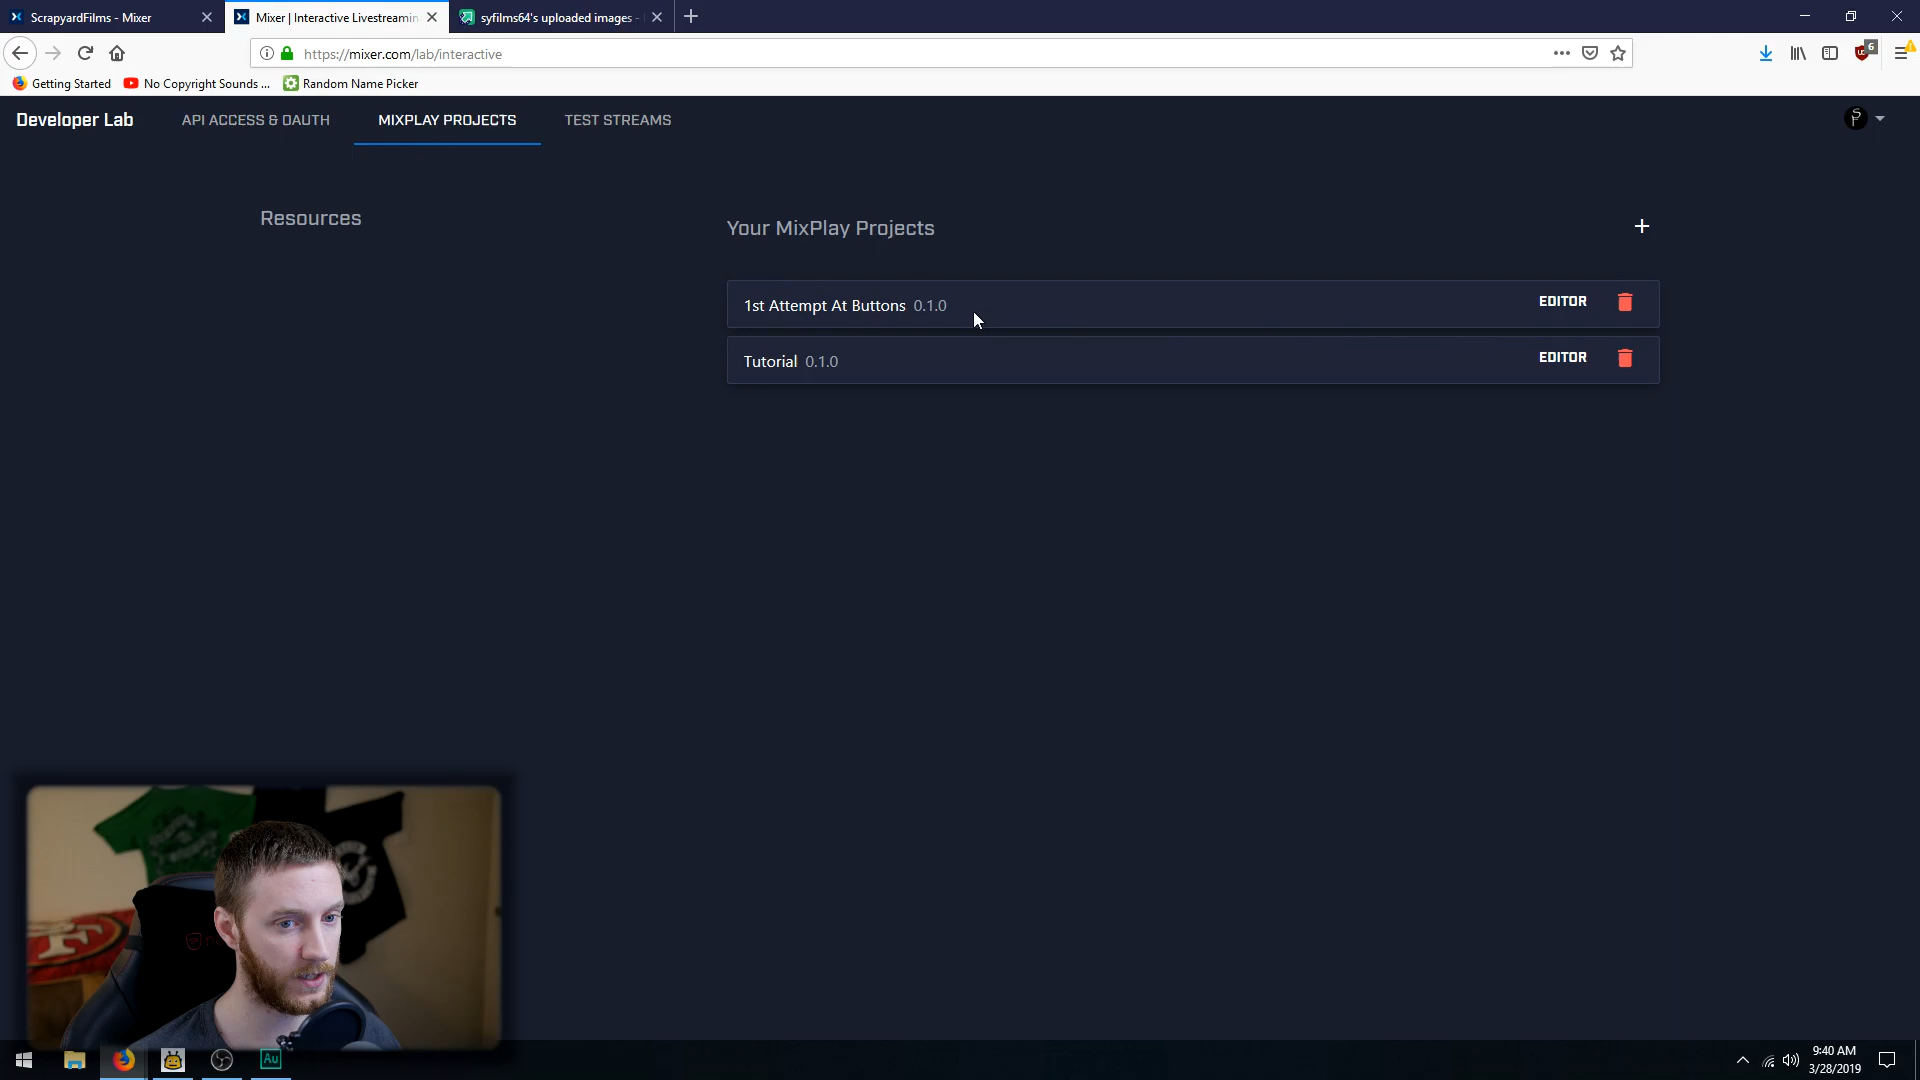 ScrapyardFilms - Mixer
Mixer | Interactive Livestreamin
syfilms64's uploaded images -
https://mixer.com/lab/interactive
6
Getting Started
No Copyright Sounds ...
Random Name Picker
Developer Lab
API ACCESS & OAUTH
MIXPLAY PROJECTS
TEST STREAMS
Resources
Your MixPlay Projects
1st Attempt At Buttons 0.1.0
EDITOR
Tutorial 0.1.0
EDITOR
Au
9:40 AM
3/28/2019